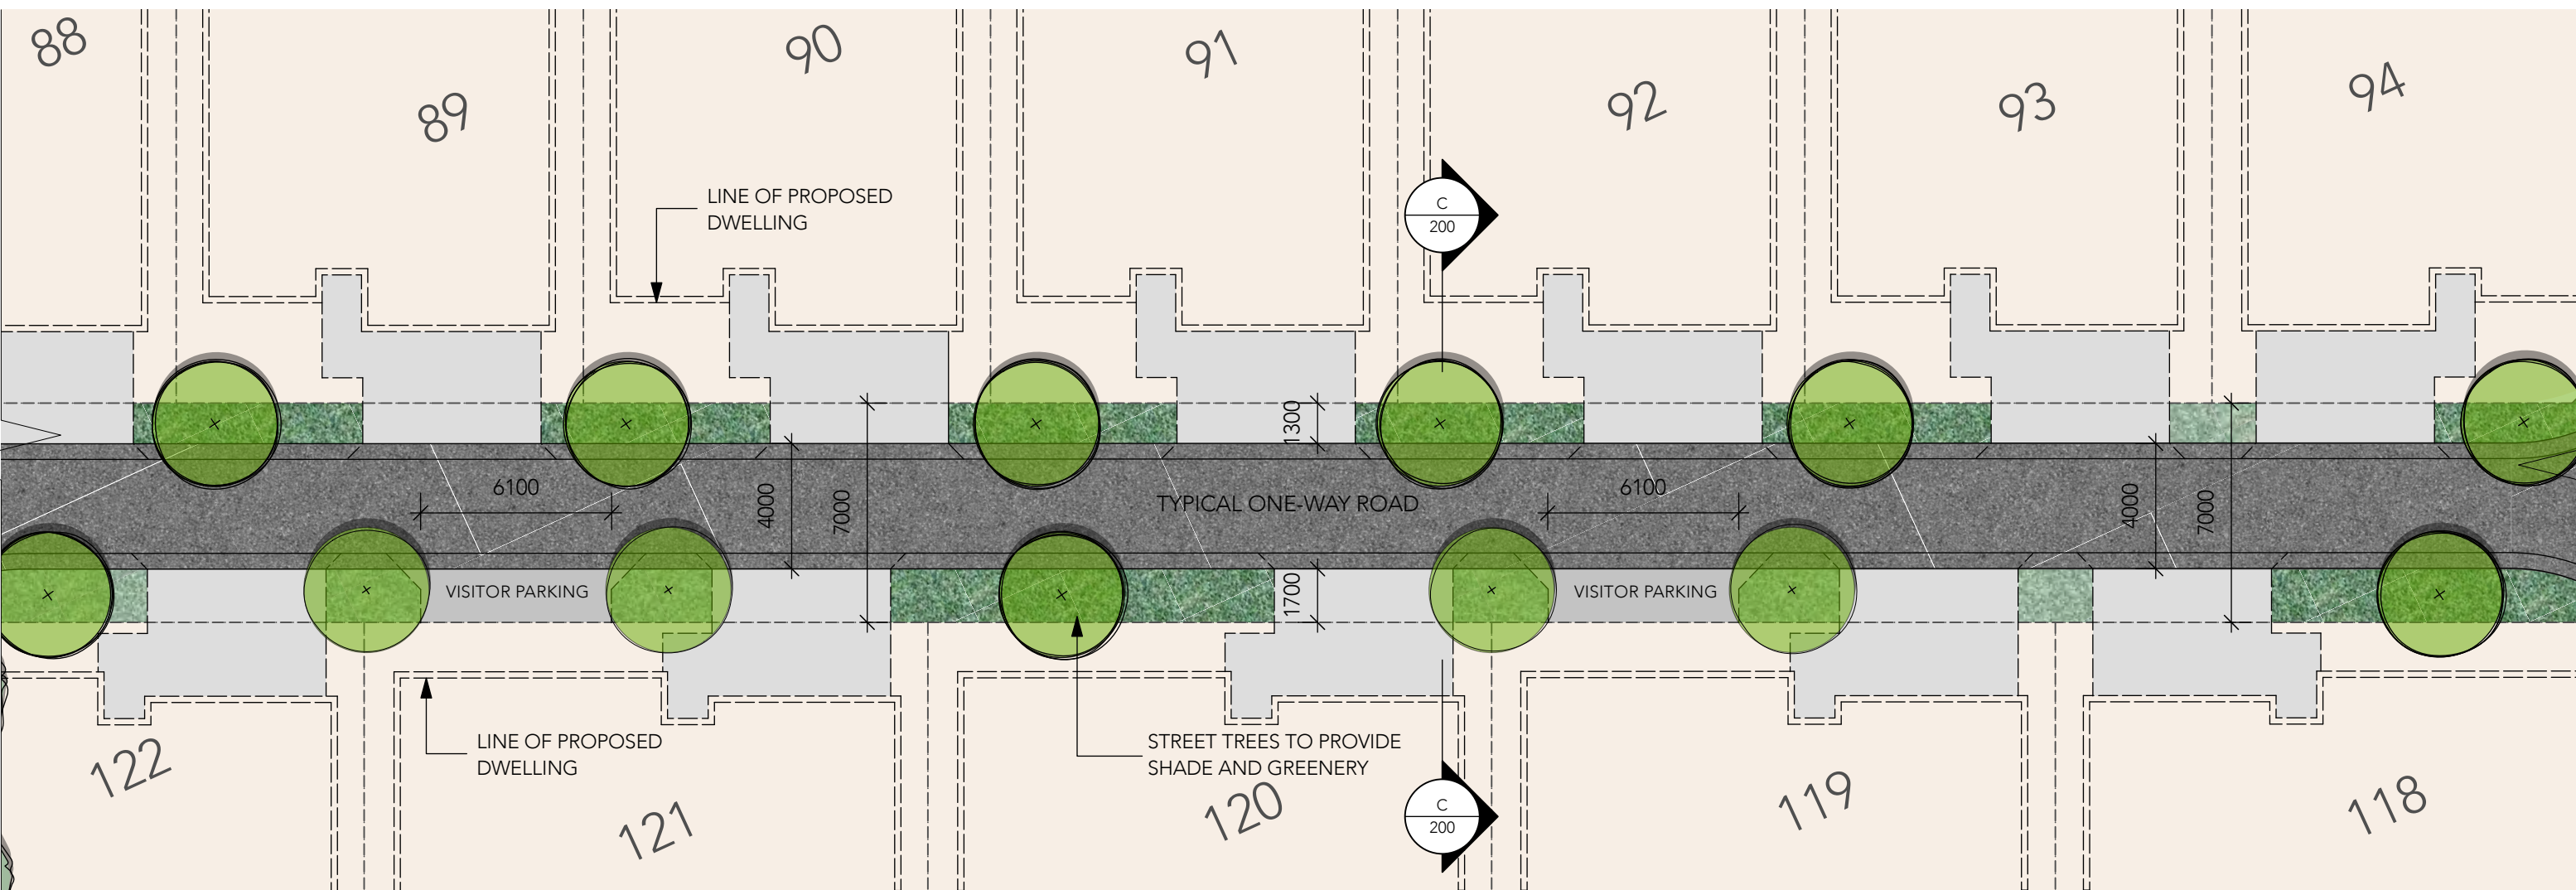 88
89
90
91
92
93
94
LINE OF PROPOSED
DWELLING
C
200
1300
6100
4000
7000
TYPICAL ONE-WAY ROAD
6100
4000
7000
VISITOR PARKING
1700
VISITOR PARKING
LINE OF PROPOSED
DWELLING
STREET TREES TO PROVIDE
SHADE AND GREENERY
C
200
122
121
120
119
118